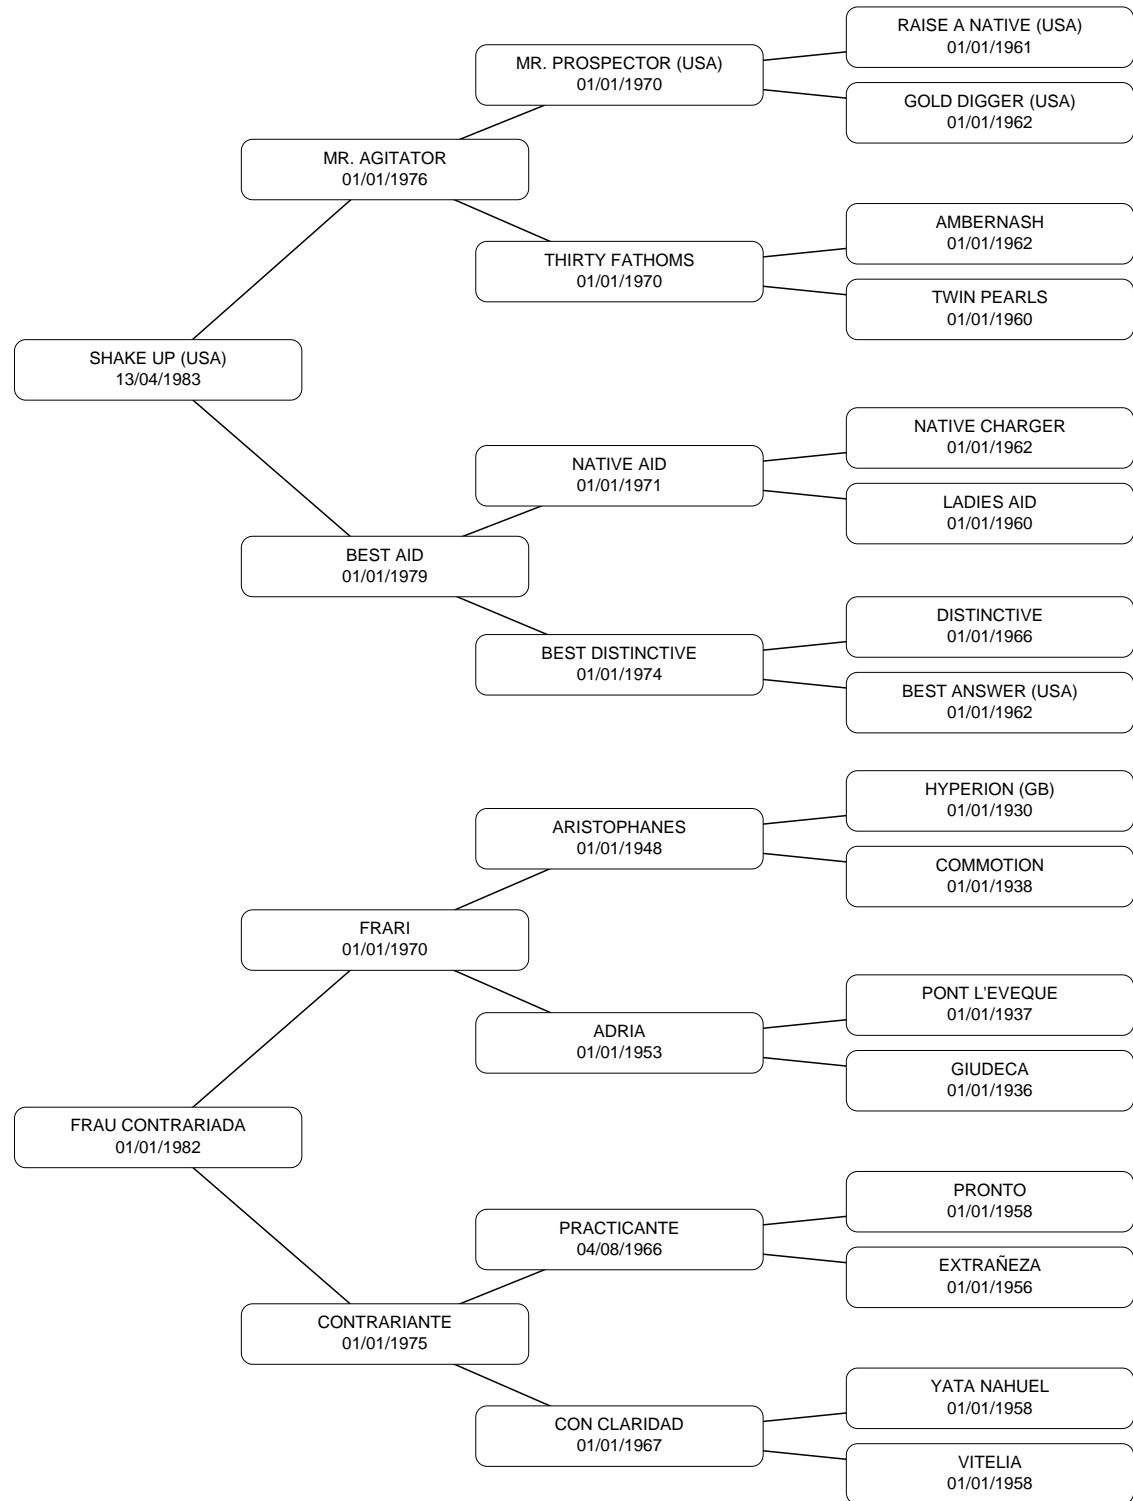 RAISE A NATIVE (USA)
01/01/1961
MR. PROSPECTOR (USA)
01/01/1970
GOLD DIGGER (USA)
01/01/1962
MR. AGITATOR
01/01/1976
AMBERNASH
01/01/1962
THIRTY FATHOMS
01/01/1970
TWIN PEARLS
01/01/1960
SHAKE UP (USA)
13/04/1983
NATIVE CHARGER
01/01/1962
NATIVE AID
01/01/1971
LADIES AID
01/01/1960
BEST AID
01/01/1979
DISTINCTIVE
01/01/1966
BEST DISTINCTIVE
01/01/1974
BEST ANSWER (USA)
01/01/1962
HYPERION (GB)
01/01/1930
ARISTOPHANES
01/01/1948
COMMOTION
01/01/1938
FRARI
01/01/1970
PONT L'EVEQUE
01/01/1937
ADRIA
01/01/1953
GIUDECA
01/01/1936
FRAU CONTRARIADA
01/01/1982
PRONTO
01/01/1958
PRACTICANTE
04/08/1966
EXTRAÑEZA
01/01/1956
CONTRARIANTE
01/01/1975
YATA NAHUEL
01/01/1958
CON CLARIDAD
01/01/1967
VITELIA
01/01/1958